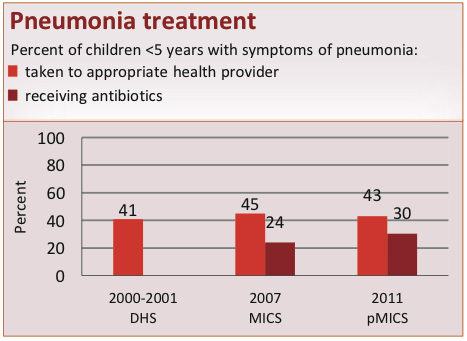 Pneumonia treatment
Percent of children <5 years with symptoms of pneumonia:
taken to appropriate health provider
receiving antibiotics
Percent
100
80
60
40
20
0
41
45
24
43
30
2000-2001
DHS
2007
MICS
2011
pMICS